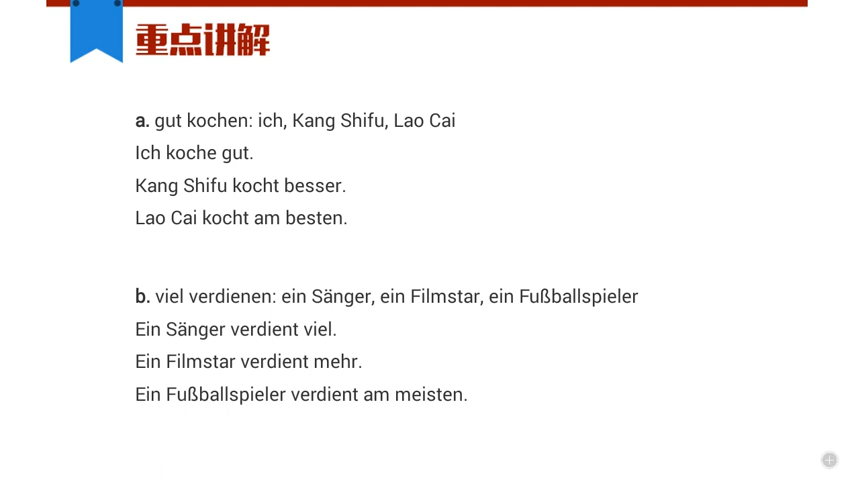 重点讲解
a. gut kochen: ich, Kang Shifu, Lao Cai
Ich koche gut.
Kang Shifu kocht besser.
Lao Cai kocht am besten.
b. viel verdienen: ein Sänger, ein Filmstar, ein Fußballspieler
Ein Sänger verdient viel.
Ein Filmstar verdient mehr.
Ein Fußballspieler verdient am meisten.